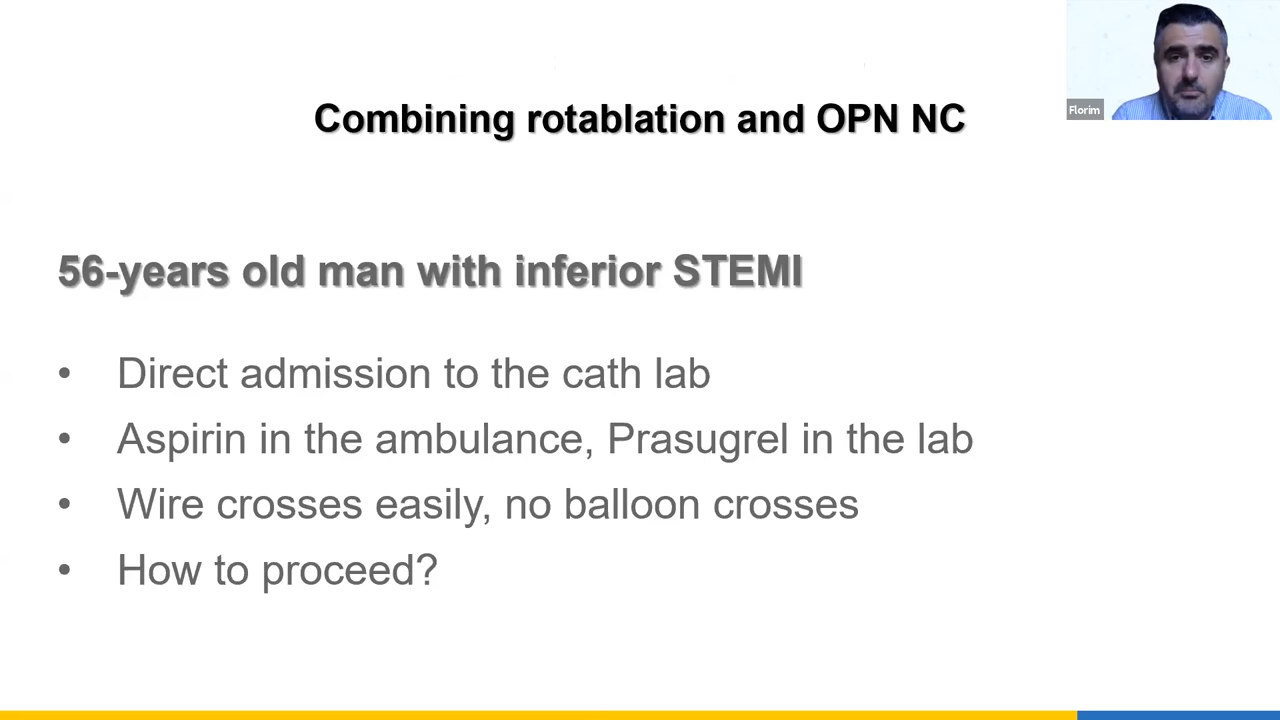 Florim
Combining rotablation and OPN NC
56-years old man with inferior STEMI
• Direct admission to the cath lab
• Aspirin in the ambulance, Prasugrel in the lab
• Wire crosses easily, no balloon crosses
• How to proceed?